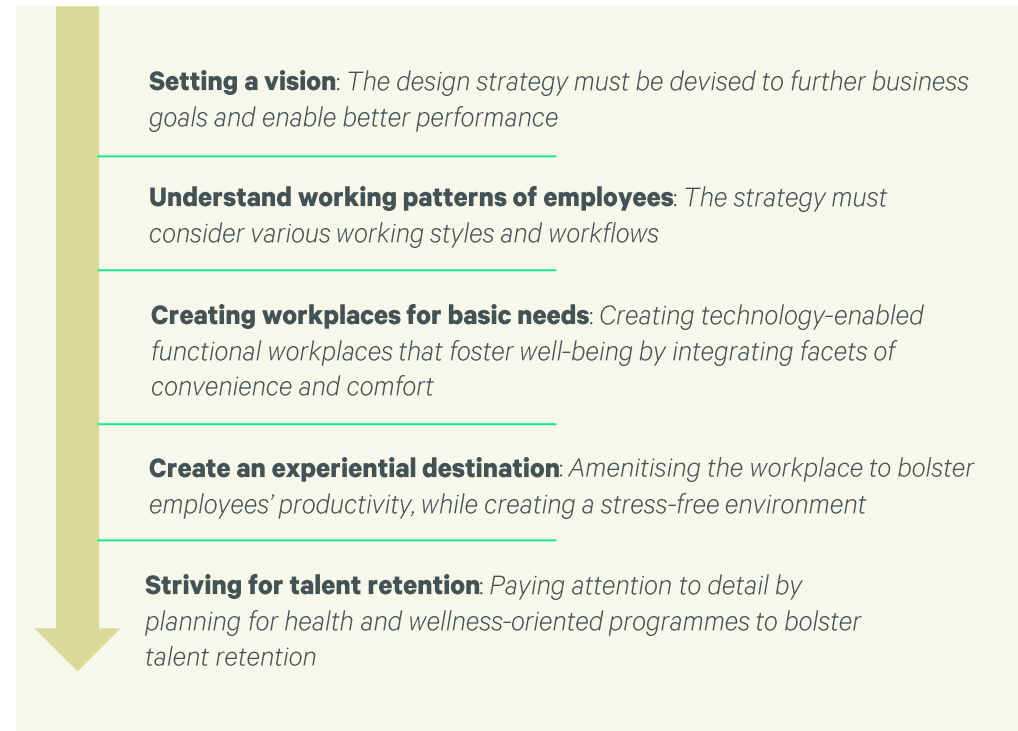 Setting a vision: The design strategy must be devised to further business
goals and enable better performance
Understand working patterns of employees: The strategy must
consider various working styles and workflows
Creating workplaces for basic needs: Creating technology-enabled
functional workplaces that foster well-being by integrating facets of
convenience and comfort
Create an experiential destination: Amenitising the workplace to bolster
employees’ productivity, while creating a stress-free environment
Striving for talent retention: Paying attention to detail by
planning for health and wellness-oriented programmes to bolster
talent retention